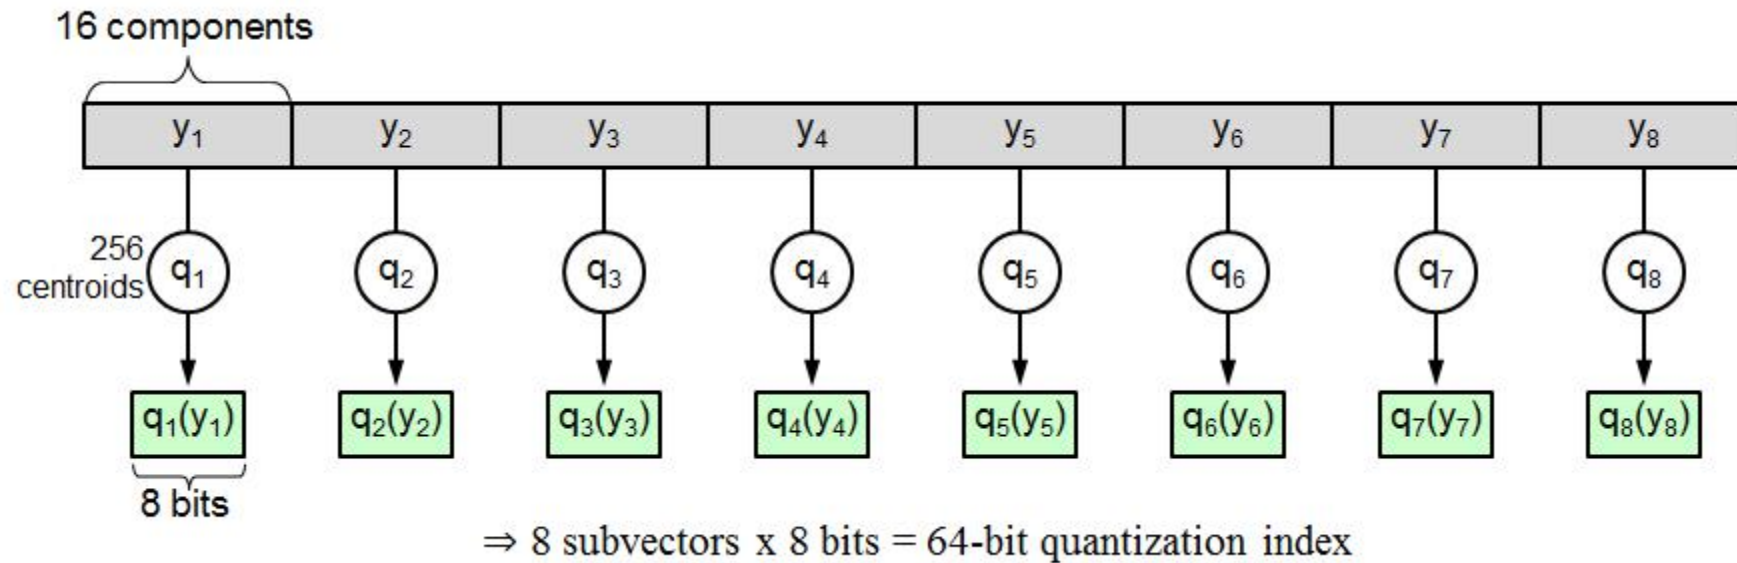 16 components
y₁ y₂ y₃ y₄ y₅ y₆ y₇ y₈
256
centroids
q₁ q₂ q₃ q₄ q₅ q₆ q₇ q₈
q₁(y₁) q₂(y₂) q₃(y₃) q₄(y₄) q₅(y₅) q₆(y₆) q₇(y₇) q₈(y₈)
8 bits
⇒ 8 subvectors x 8 bits = 64-bit quantization index